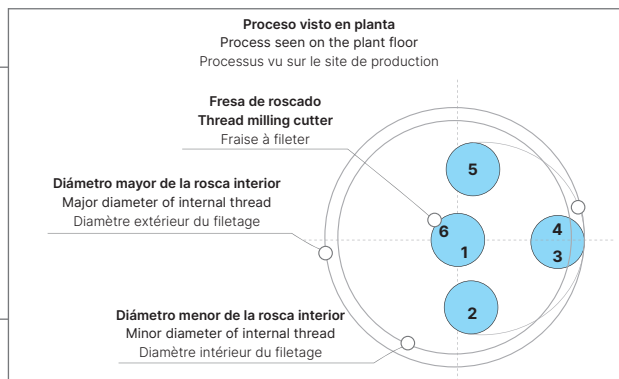 Proceso visto en planta
Process seen on the plant floor
Processus vu sur le site de production
Fresa de roscado
Thread milling cutter
Fraise à fileter
5
Diámetro mayor de la rosca interior
Major diameter of internal thread
Diamètre extérieur du filetage
6
1
4
3
2
Diámetro menor de la rosca interior
Minor diameter of internal thread
Diamètre intérieur du filetage